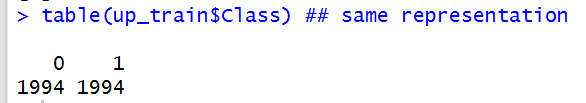 > table(up_train$Class) ## same representation
0 1
1994 1994